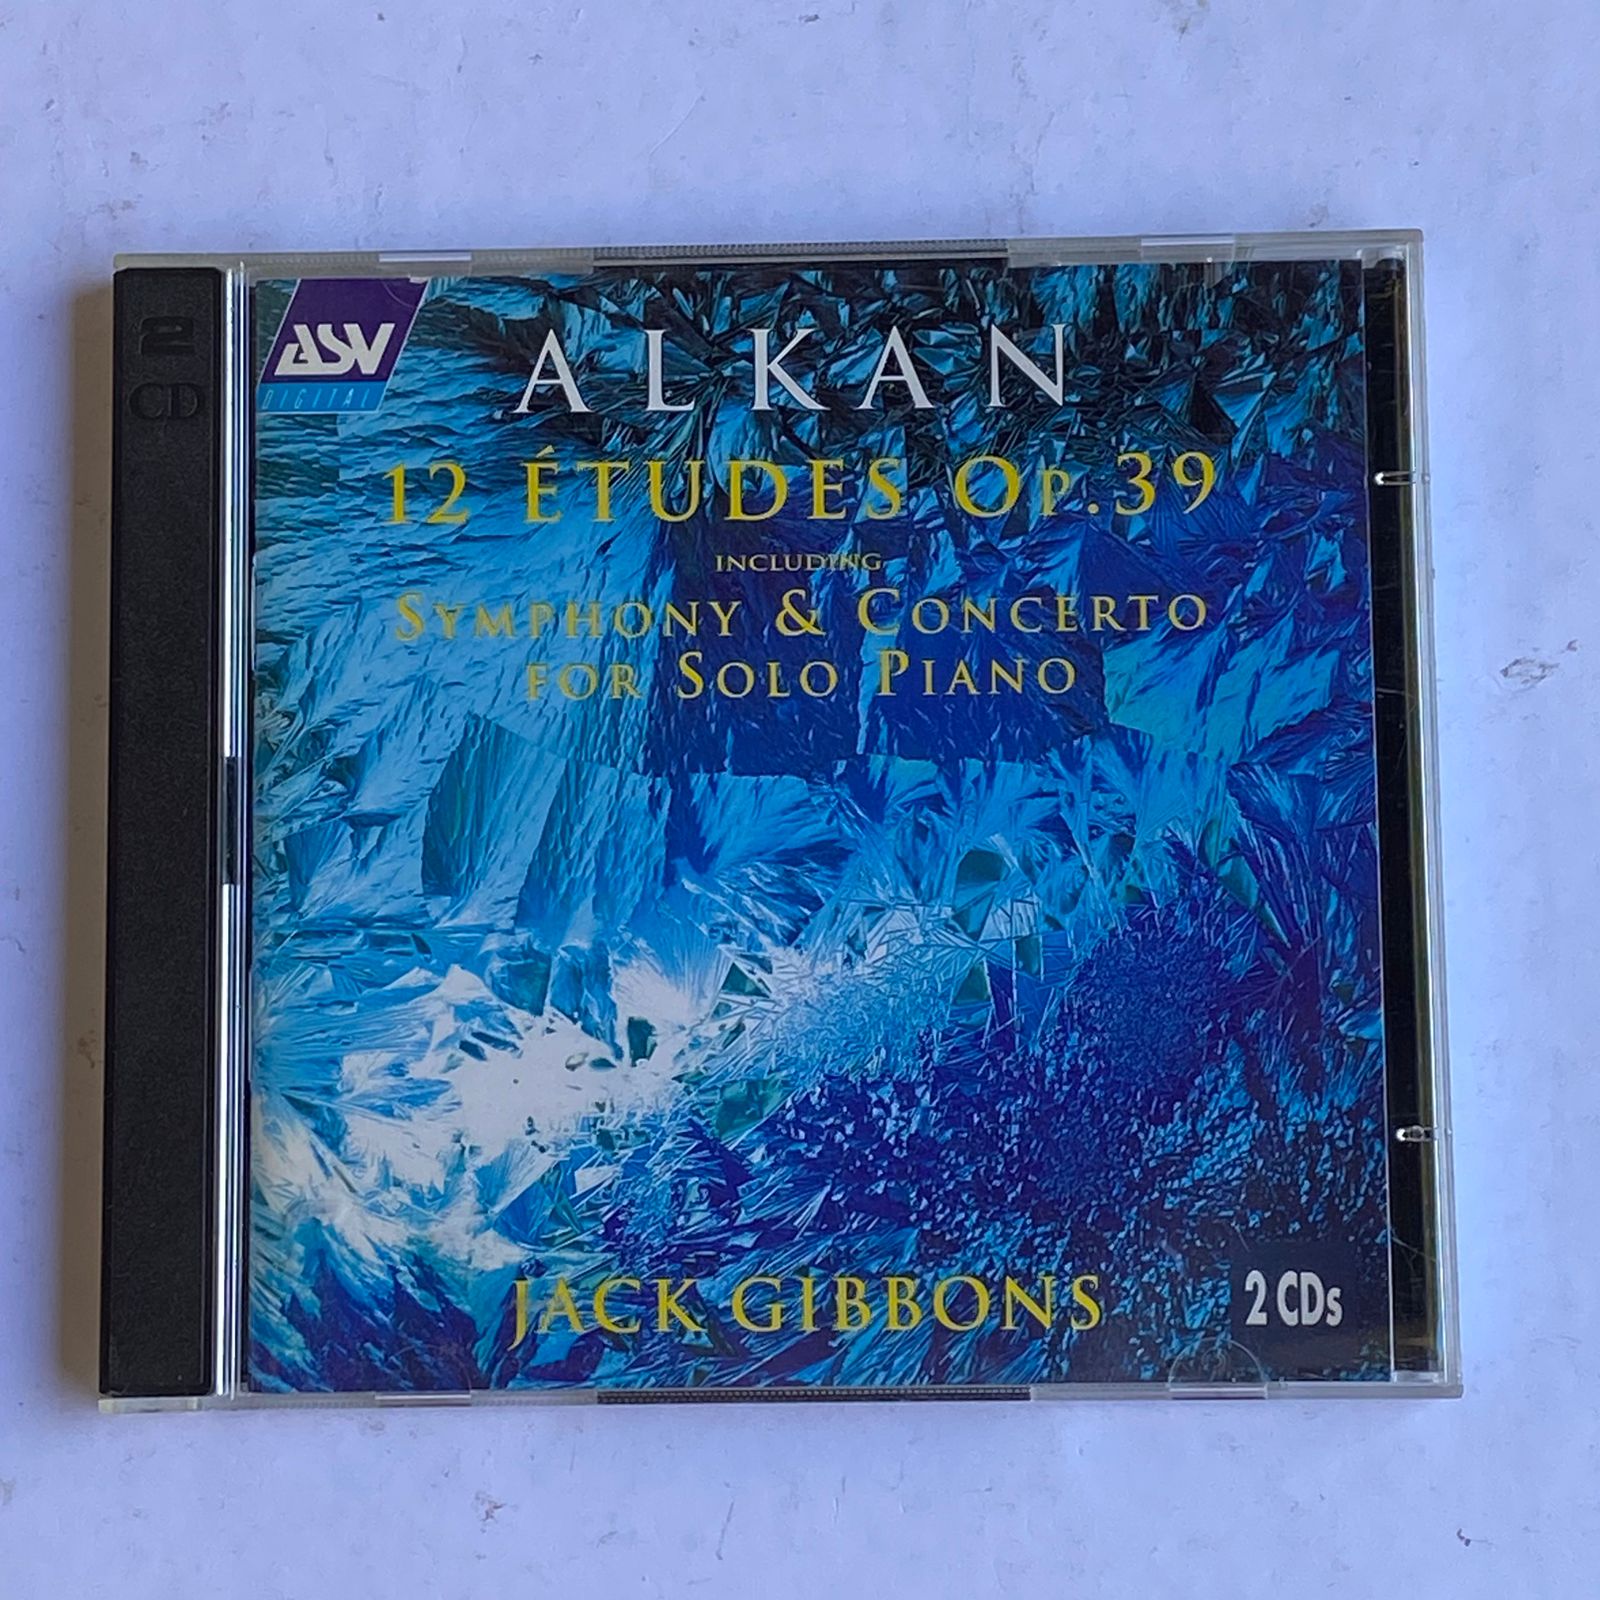 2
CD
ASV
DIGITAL
ALKAN
12 ÉTUDES OP.39
INCLUDING
SYMPHONY & CONCERTO
FOR SOLO PIANO
JACK GIBBONS
2 CDs